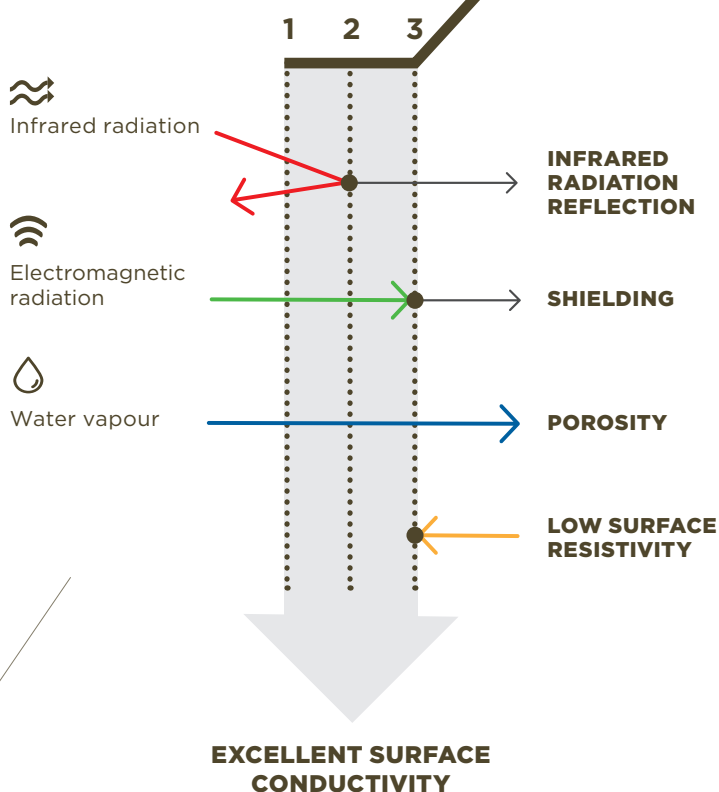 1 2 3
Infrared radiation
INFRARED
RADIATION
REFLECTION
Electromagnetic
radiation
SHIELDING
Water vapour
POROSITY
LOW SURFACE
RESISTIVITY
EXCELLENT SURFACE
CONDUCTIVITY